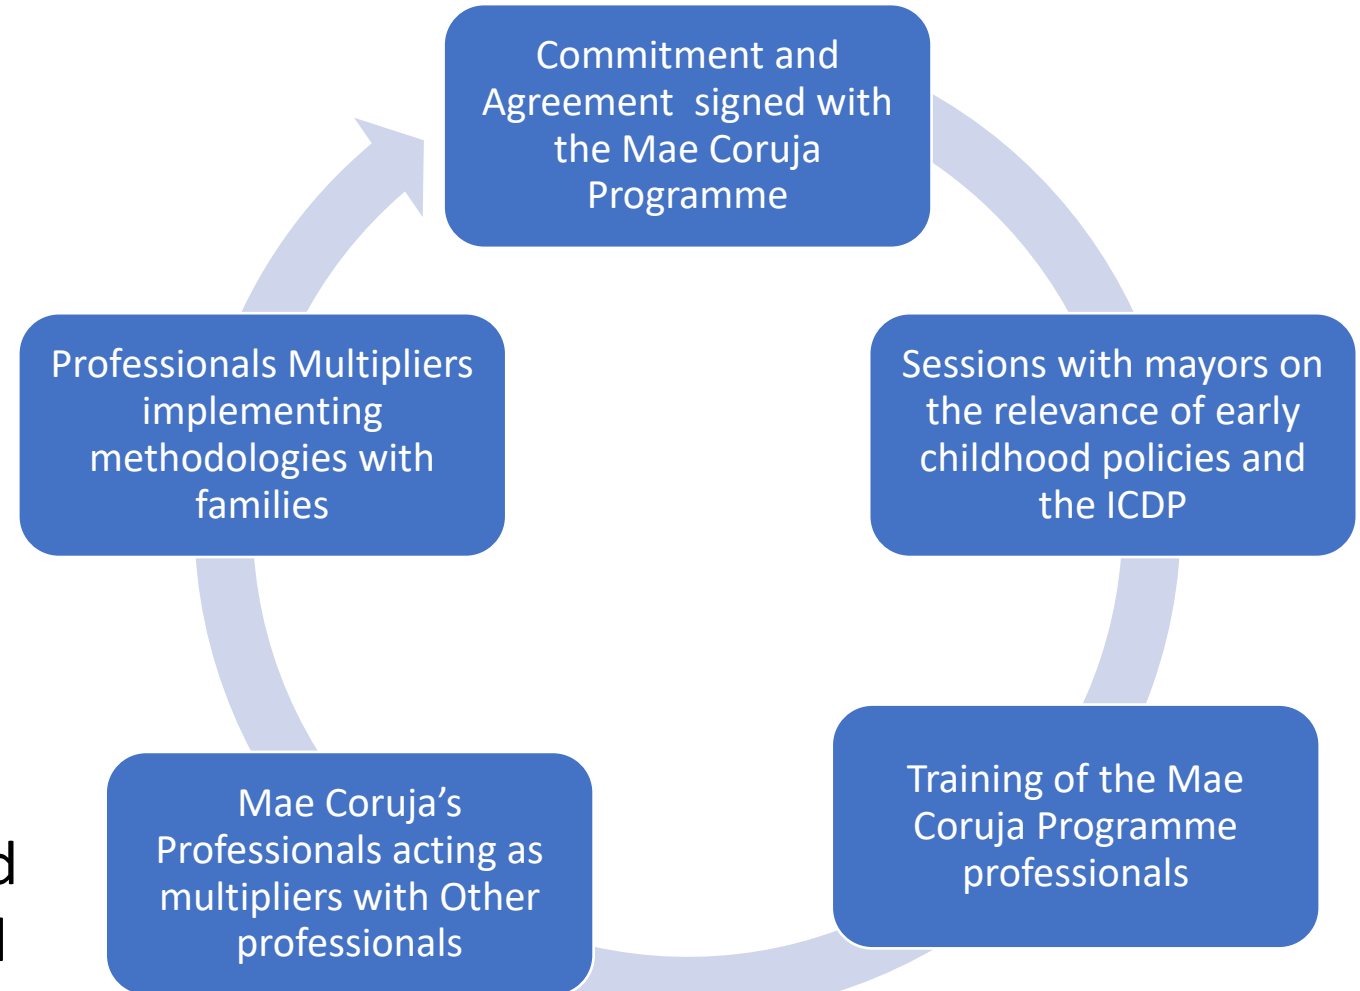 Commitment and
Agreement signed with
the Mae Coruja
Programme
Sessions with mayors on
the relevance of early
childhood policies and
the ICDP
Training of the Mae
Coruja Programme
professionals
Mae Coruja’s
Professionals acting as
multipliers with Other
professionals
Professionals Multipliers
implementing
methodologies with
families